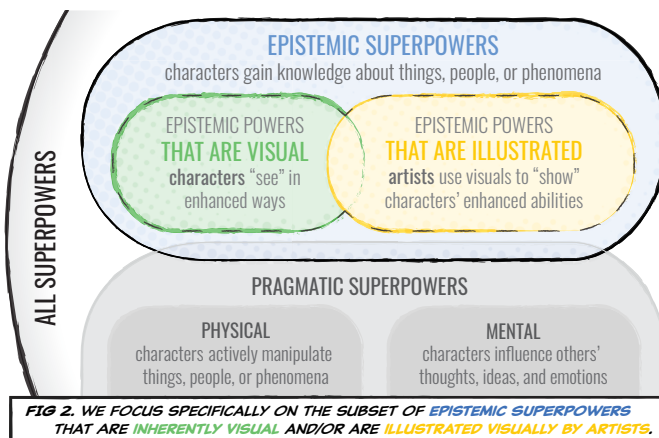 EPISTEMIC SUPERPOWERS
characters gain knowledge about things, people, or phenomena
EPISTEMIC POWERS
THAT ARE VISUAL
characters “see” in
enhanced ways
EPISTEMIC POWERS
THAT ARE ILLUSTRATED
artists use visuals to “show”
characters’ enhanced abilities
ALL SUPERPOWERS
PRAGMATIC SUPERPOWERS
PHYSICAL
characters actively manipulate
things, people, or phenomena
MENTAL
characters influence others’
thoughts, ideas, and emotions
FIG 2. WE FOCUS SPECIFICALLY ON THE SUBSET OF EPISTEMIC SUPERPOWERS
THAT ARE INHERENTLY VISUAL AND/OR ARE ILLUSTRATED VISUALLY BY ARTISTS.